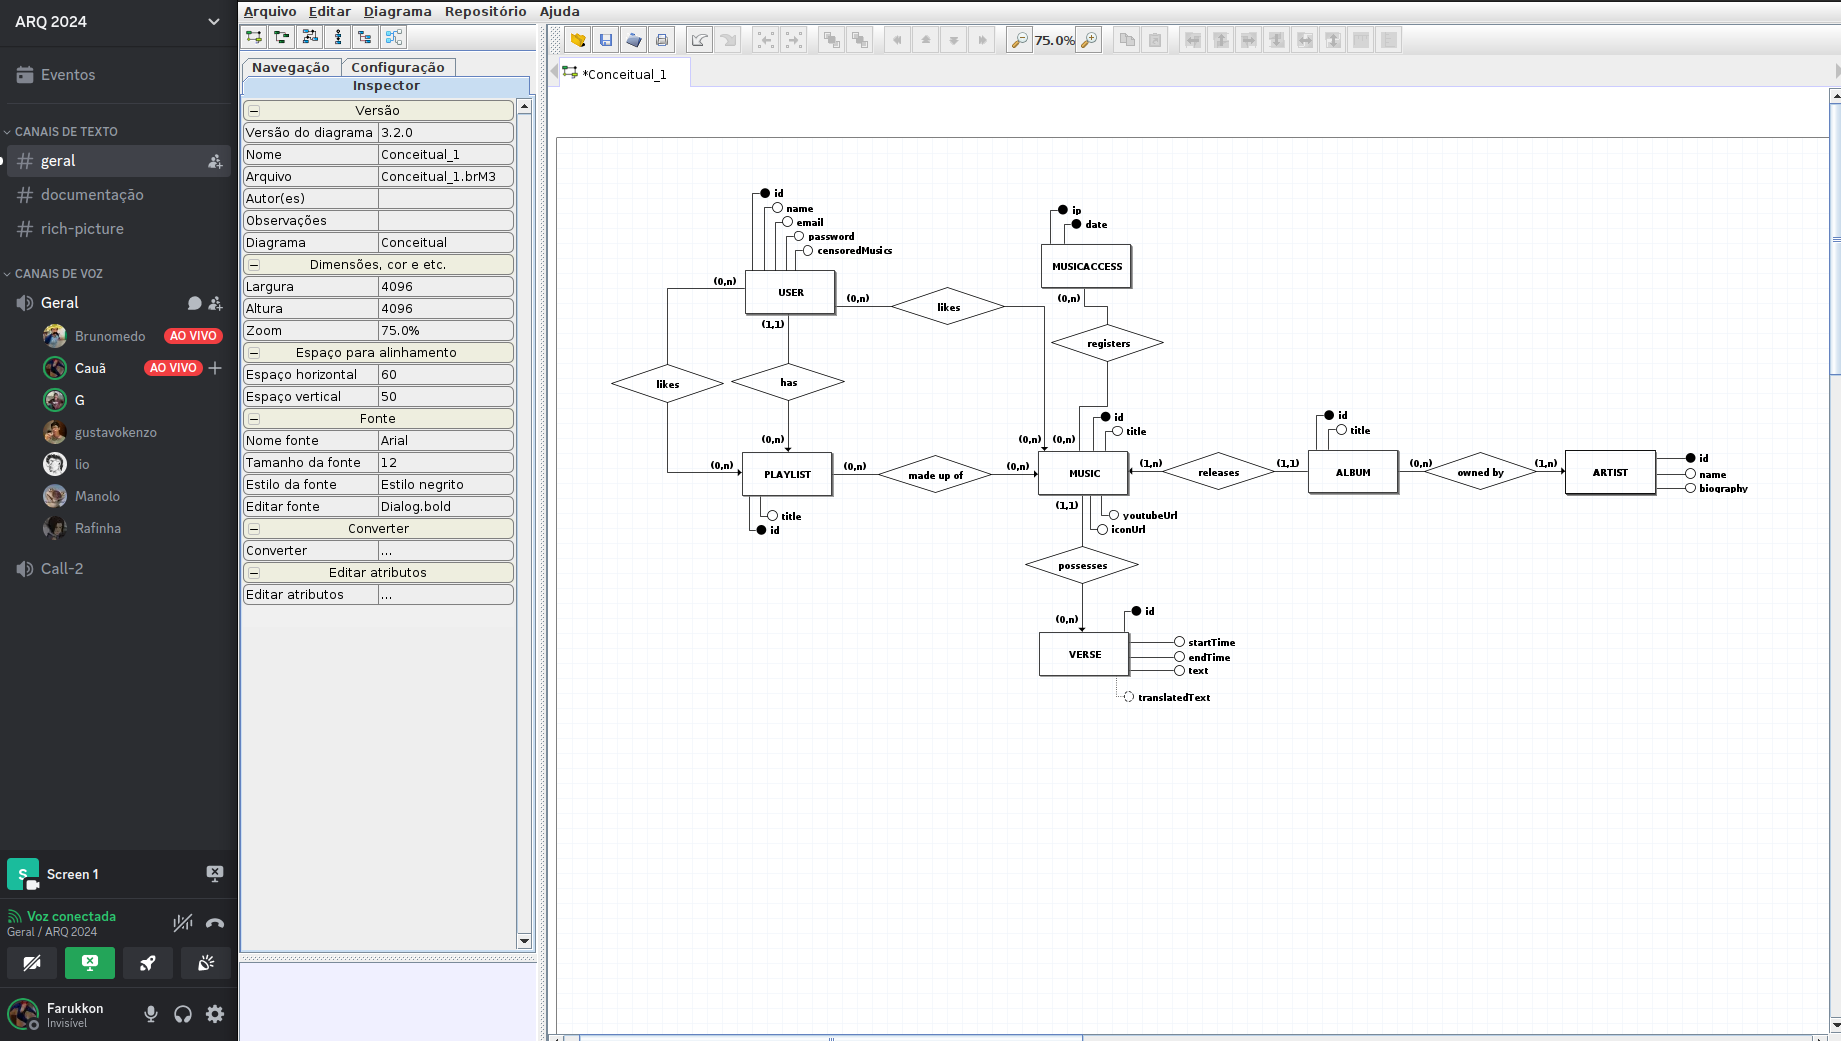 ARQ 2024
Eventos
CANAIS DE TEXTO
geral
documentação
rich-picture
CANAIS DE VOZ
Geral
Brunomedo AO VIVO
Cauã AO VIVO
G
gustavokenzo
lio
Manolo
Rafinha
Call-2
S
Screen 1
Voz conectada
Geral / ARQ 2024
Farukkon
Invisível
Arquivo Editar Diagrama Repositório Ajuda
Navegação Configuração
Inspector
Versão
Versão do diagrama 3.2.0
Nome Conceitual_1
Arquivo Conceitual_1.brM3
Autor(es)
Observações
Diagrama Conceitual
Dimensões, cor e etc.
Largura 4096
Altura 4096
Zoom 75.0%
Espaço para alinhamento
Espaço horizontal 60
Espaço vertical 50
Fonte
Nome fonte Arial
Tamanho da fonte 12
Estilo da fonte Estilo negrito
Editar fonte Dialog.bold
Converter
Converter ...
Editar atributos
Editar atributos ...
75.0%
*Conceitual_1
id
name
email
password
censoredMusics
(0,n)
USER
(0,n)
(1,1)
likes
ip
date
MUSICACCESS
(0,n)
registers
likes
has
(0,n)
(0,n)
(0,n)
(0,n)
id
title
PLAYLIST
(0,n)
made up of
(0,n)
MUSIC
(1,n)
releases
(1,1)
id
title
ALBUM
(0,n)
owned by
(1,n)
ARTIST
id
name
biography
title
id
(1,1)
youtubeUrl
iconUrl
possesses
(0,n)
id
VERSE
startTime
endTime
text
translatedText